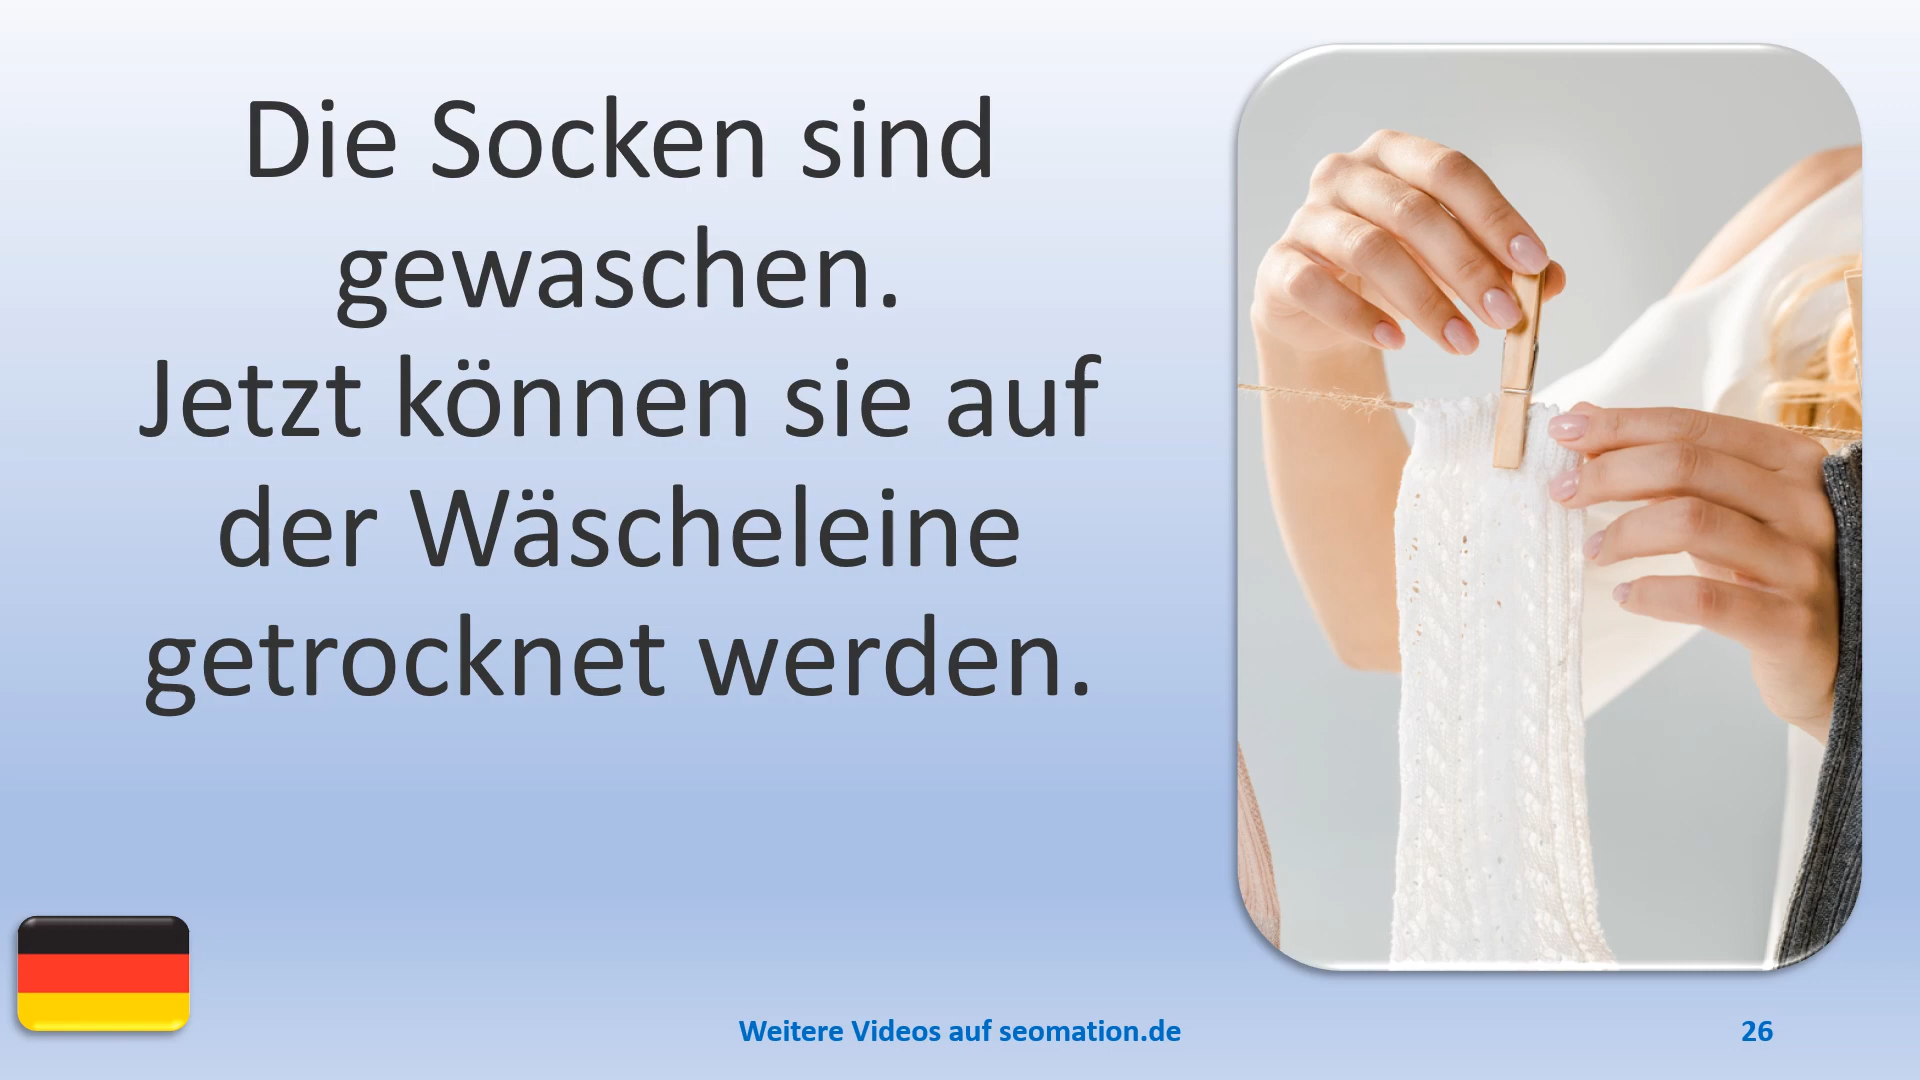 Die Socken sind
gewaschen.
Jetzt können sie auf
der Wäscheleine
getrocknet werden.
Weitere Videos auf seomation.de
26